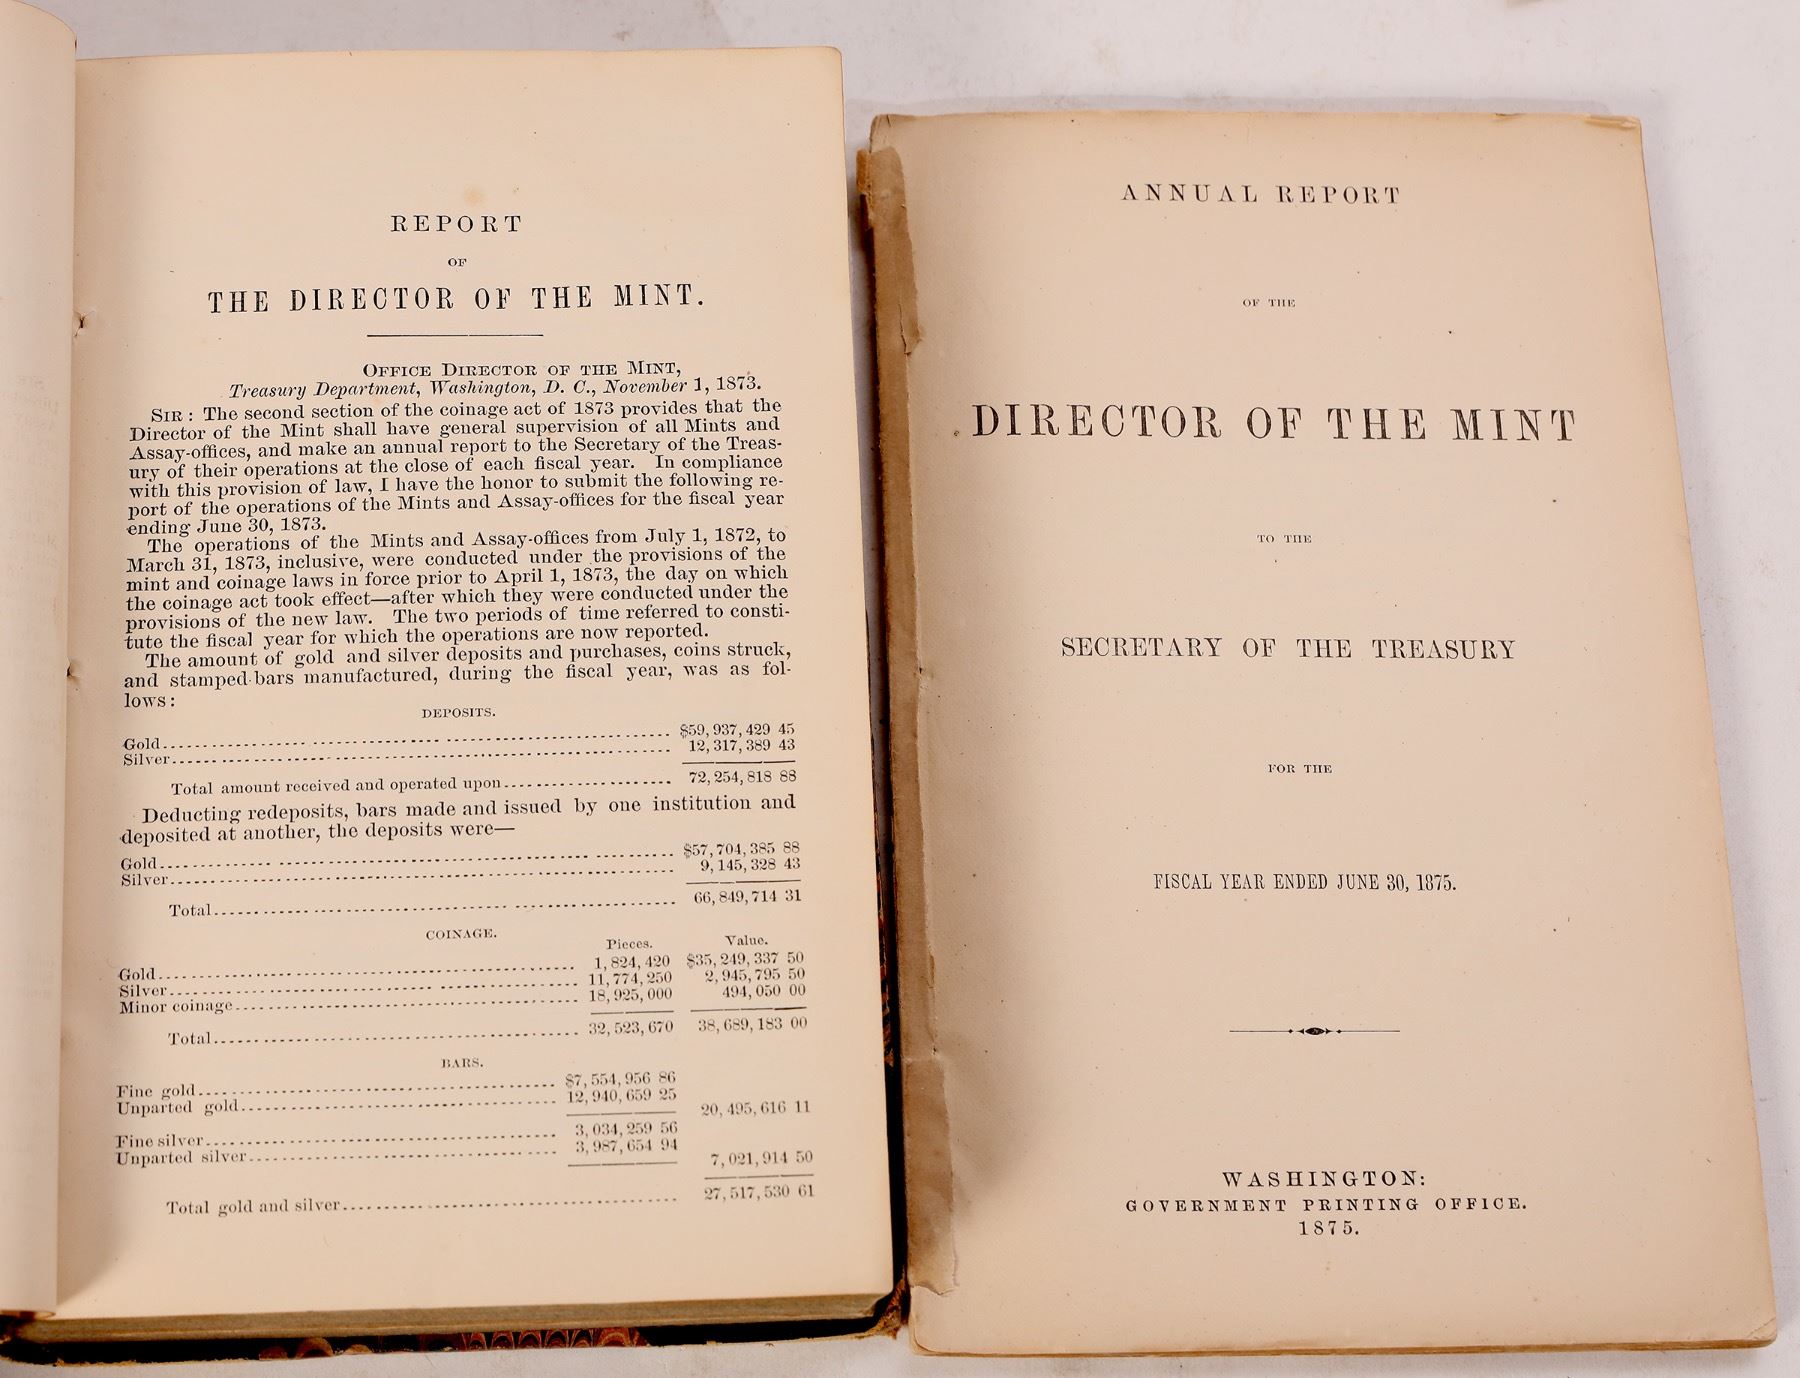 REPORT
OF
THE DIRECTOR OF THE MINT.
OFFICE DIRECTOR OF THE MINT,
Treasury Department, Washington, D. C., November 1, 1873.
SIR: The second section of the coinage act of 1873 provides that the
Director of the Mint shall have general supervision of all Mints and
Assay-offices, and make an annual report to the Secretary of the Treas-
ury of their operations at the close of each fiscal year. In compliance
with this provision of law, I have the honor to submit the following re-
port of the operations of the Mints and Assay-offices for the fiscal year
ending June 30, 1873.
The operations of the Mints and Assay-offices from July 1, 1872, to
March 31, 1873, inclusive, were conducted under the provisions of the
mint and coinage laws in force prior to April 1, 1873, the day on which
the coinage act took effect—after which they were conducted under the
provisions of the new law. The two periods of time referred to consti-
tute the fiscal year for which the operations are now reported.
The amount of gold and silver deposits and purchases, coins struck,
and stamped bars manufactured, during the fiscal year, was as fol-
lows:
DEPOSITS.
Gold $59,937,429 45
Silver 12,317,389 43
Total amount received and operated upon 72,254,818 88
Deducting redeposits, bars made and issued by one institution and
deposited at another, the deposits were—
Gold $57,704,385 88
Silver 9,145,328 43
Total 66,849,714 31
COINAGE.
Pieces. Value.
Gold 1,824,420 $35,249,337 50
Silver 11,774,250 2,945,795 50
Minor coinage 18,925,000 494,050 00
Total 32,523,670 38,689,183 00
BARS.
Fine gold $7,554,956 86
Unparted gold 12,940,659 25
20,495,616 11
Fine silver 3,034,259 56
Unparted silver 3,987,654 94
7,021,914 50
Total gold and silver 27,517,530 61
ANNUAL REPORT
OF THE
DIRECTOR OF THE MINT
TO THE
SECRETARY OF THE TREASURY
FOR THE
FISCAL YEAR ENDED JUNE 30, 1875.
WASHINGTON:
GOVERNMENT PRINTING OFFICE.
1875.